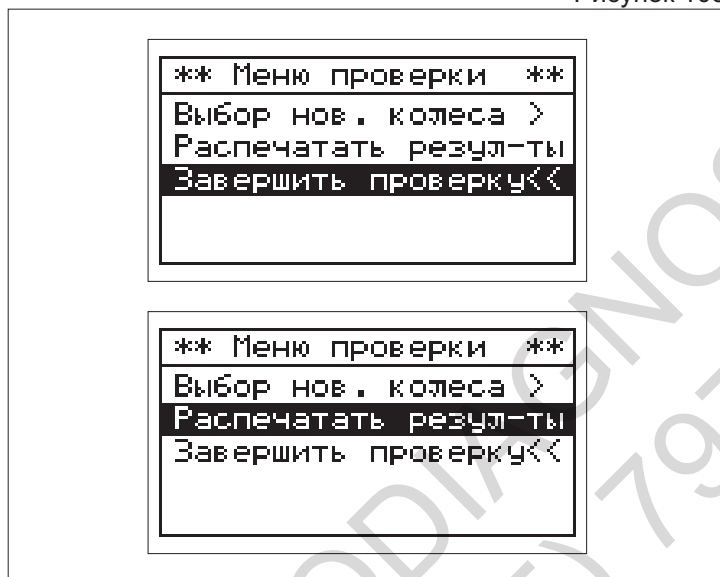 ** Меню проверки **
Выбор нов. колеса >
Распечатать резул-ты
Завершить проверку<<
** Меню проверки **
Выбор нов. колеса >
Распечатать резул-ты
Завершить проверку<<